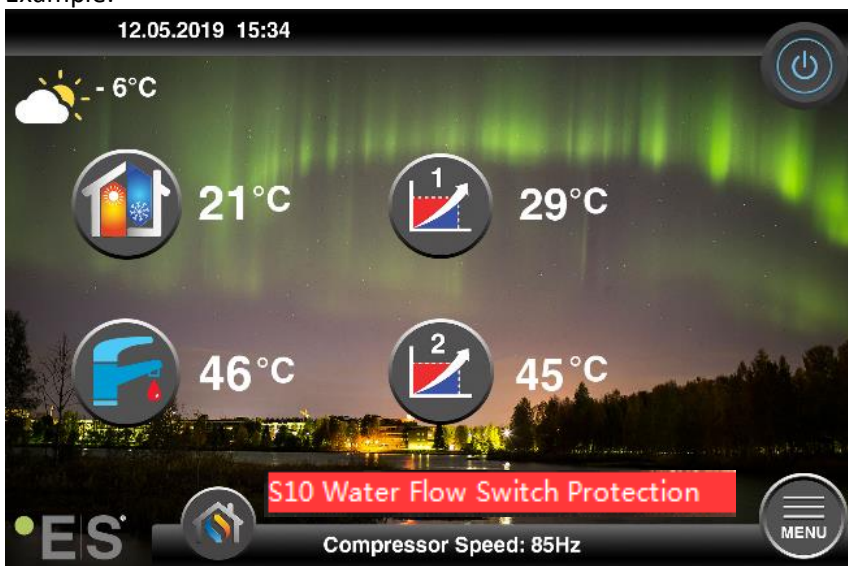 Example:
12.05.2019 15:34
- 6°C
21°C
1
29°C
46°C
2
45°C
S10 Water Flow Switch Protection
ES
Compressor Speed: 85Hz
MENU